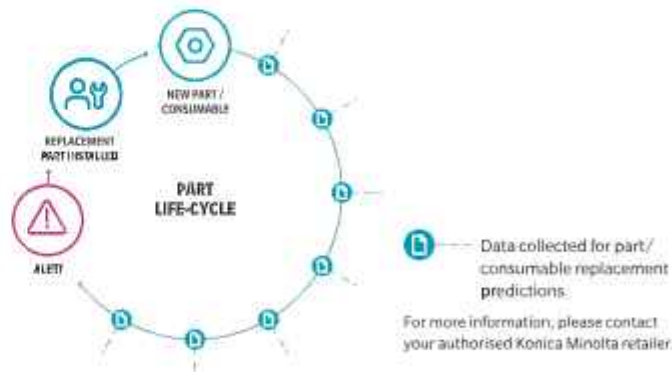 NEW PART /
CONSUMABLE
REPLACEMENT
PART INSTALLED
PART
LIFE-CYCLE
ALERT
Data collected for part/
consumable replacement
predictions.
For more information, please contact
your authorised Konica Minolta retailer